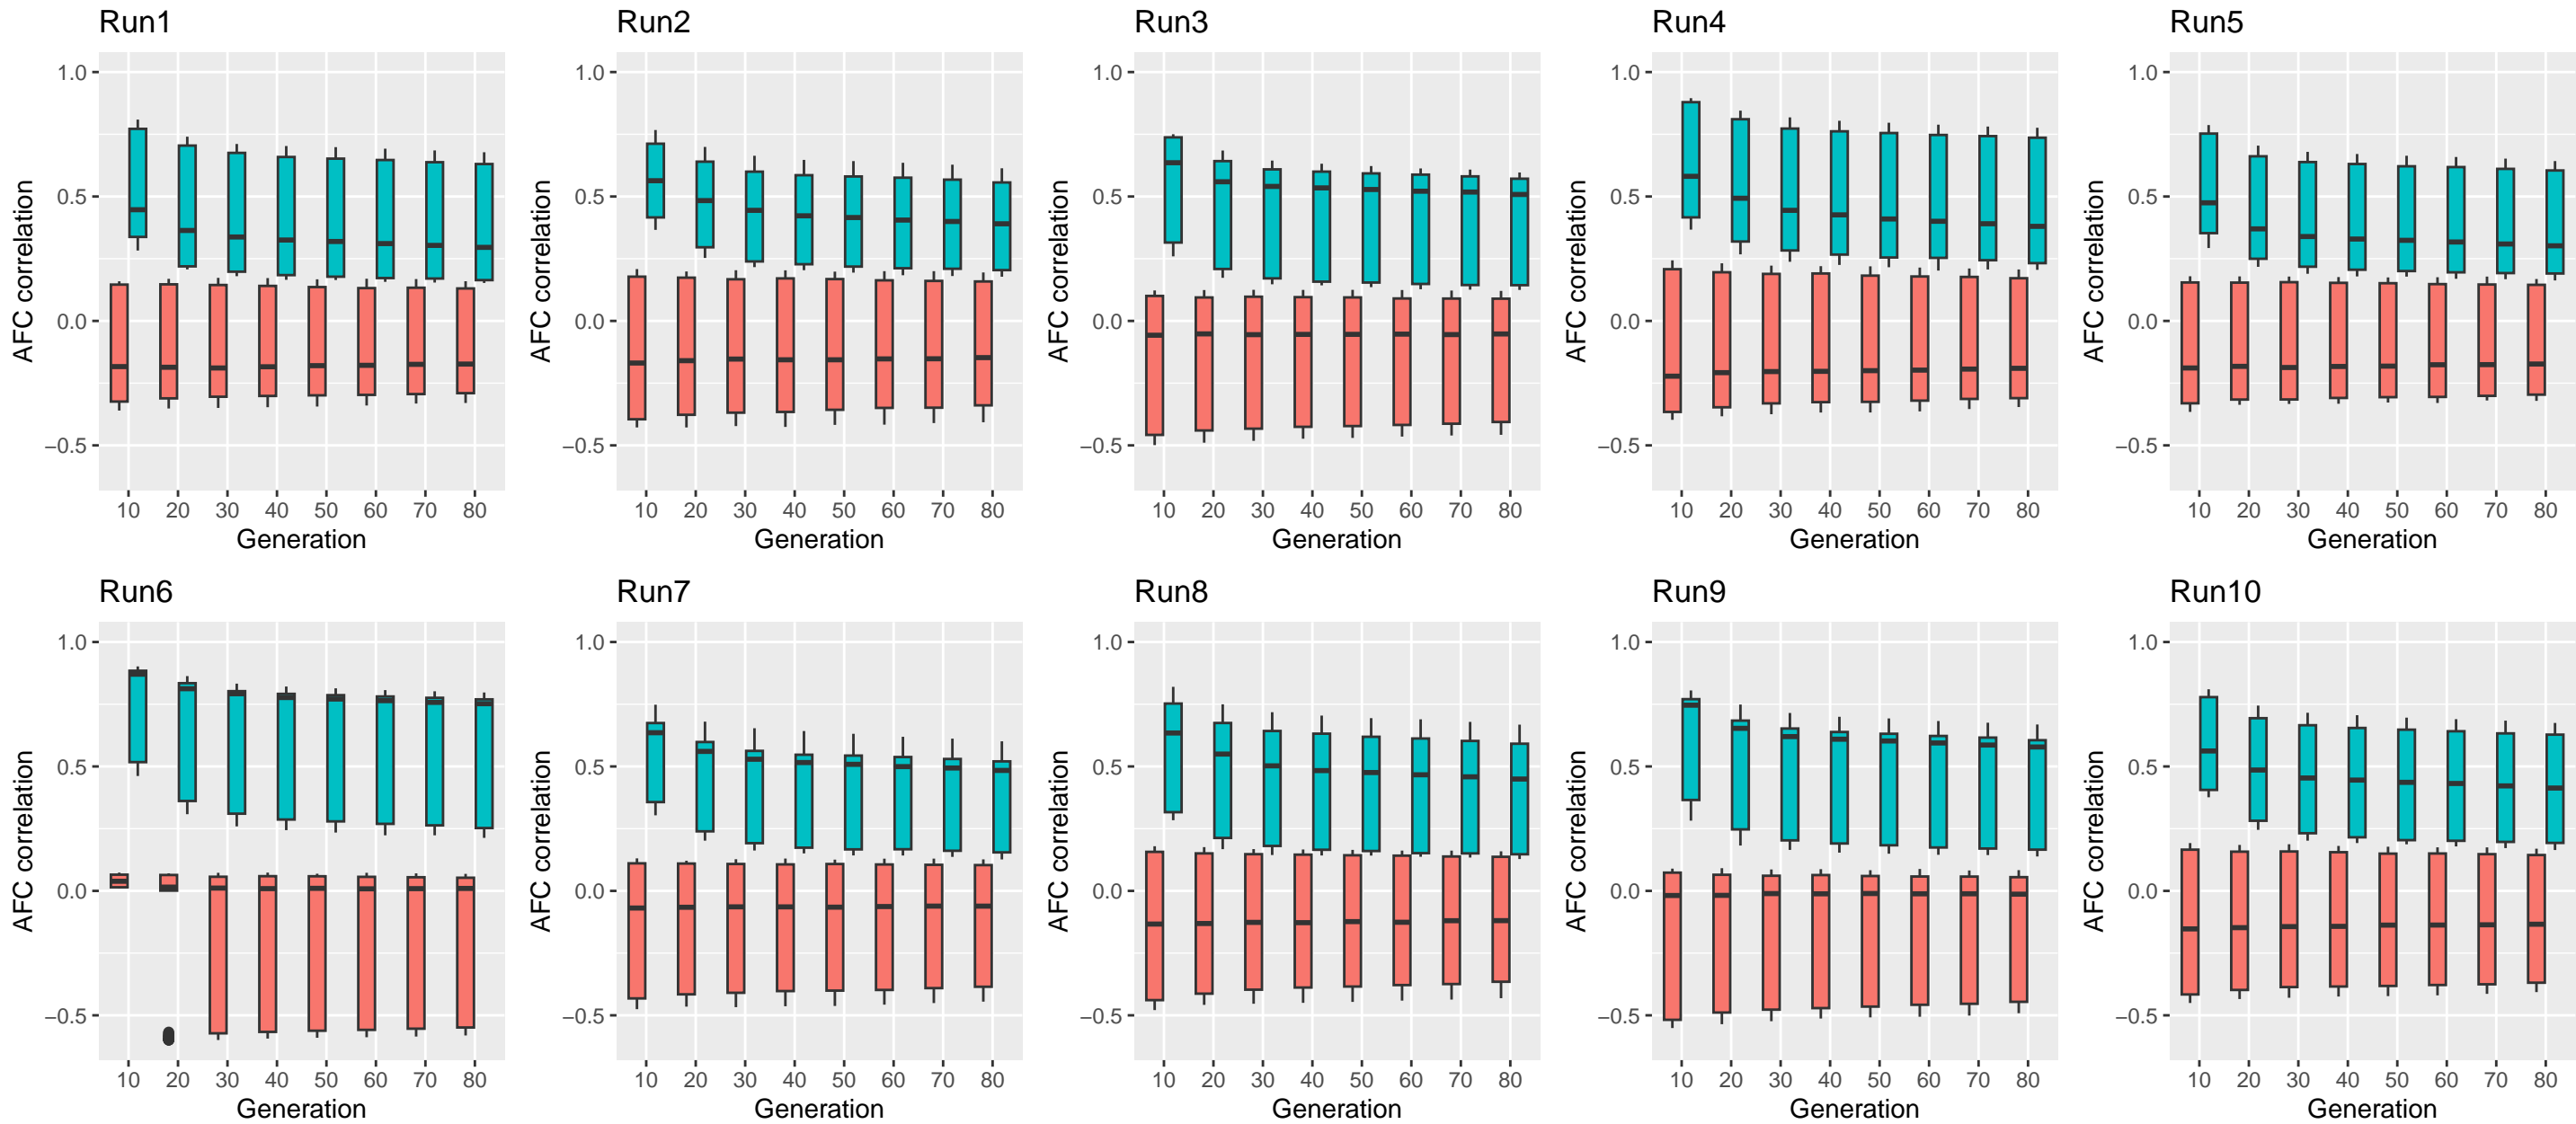 Run1 Run2 Run3 Run4 Run5
1.0 1.0 1.0 1.0 1.0
0.5 0.5 0.5 0.5 0.5
0.0 0.0 0.0 0.0 0.0
−0.5 −0.5 −0.5 −0.5 −0.5
AFC correlation AFC correlation AFC correlation AFC correlation AFC correlation
10 20 30 40 50 60 70 80 10 20 30 40 50 60 70 80 10 20 30 40 50 60 70 80 10 20 30 40 50 60 70 80 10 20 30 40 50 60 70 80
Generation Generation Generation Generation Generation
Run6 Run7 Run8 Run9 Run10
1.0 1.0 1.0 1.0 1.0
0.5 0.5 0.5 0.5 0.5
0.0 0.0 0.0 0.0 0.0
−0.5 −0.5 −0.5 −0.5 −0.5
AFC correlation AFC correlation AFC correlation AFC correlation AFC correlation
10 20 30 40 50 60 70 80 10 20 30 40 50 60 70 80 10 20 30 40 50 60 70 80 10 20 30 40 50 60 70 80 10 20 30 40 50 60 70 80
Generation Generation Generation Generation Generation